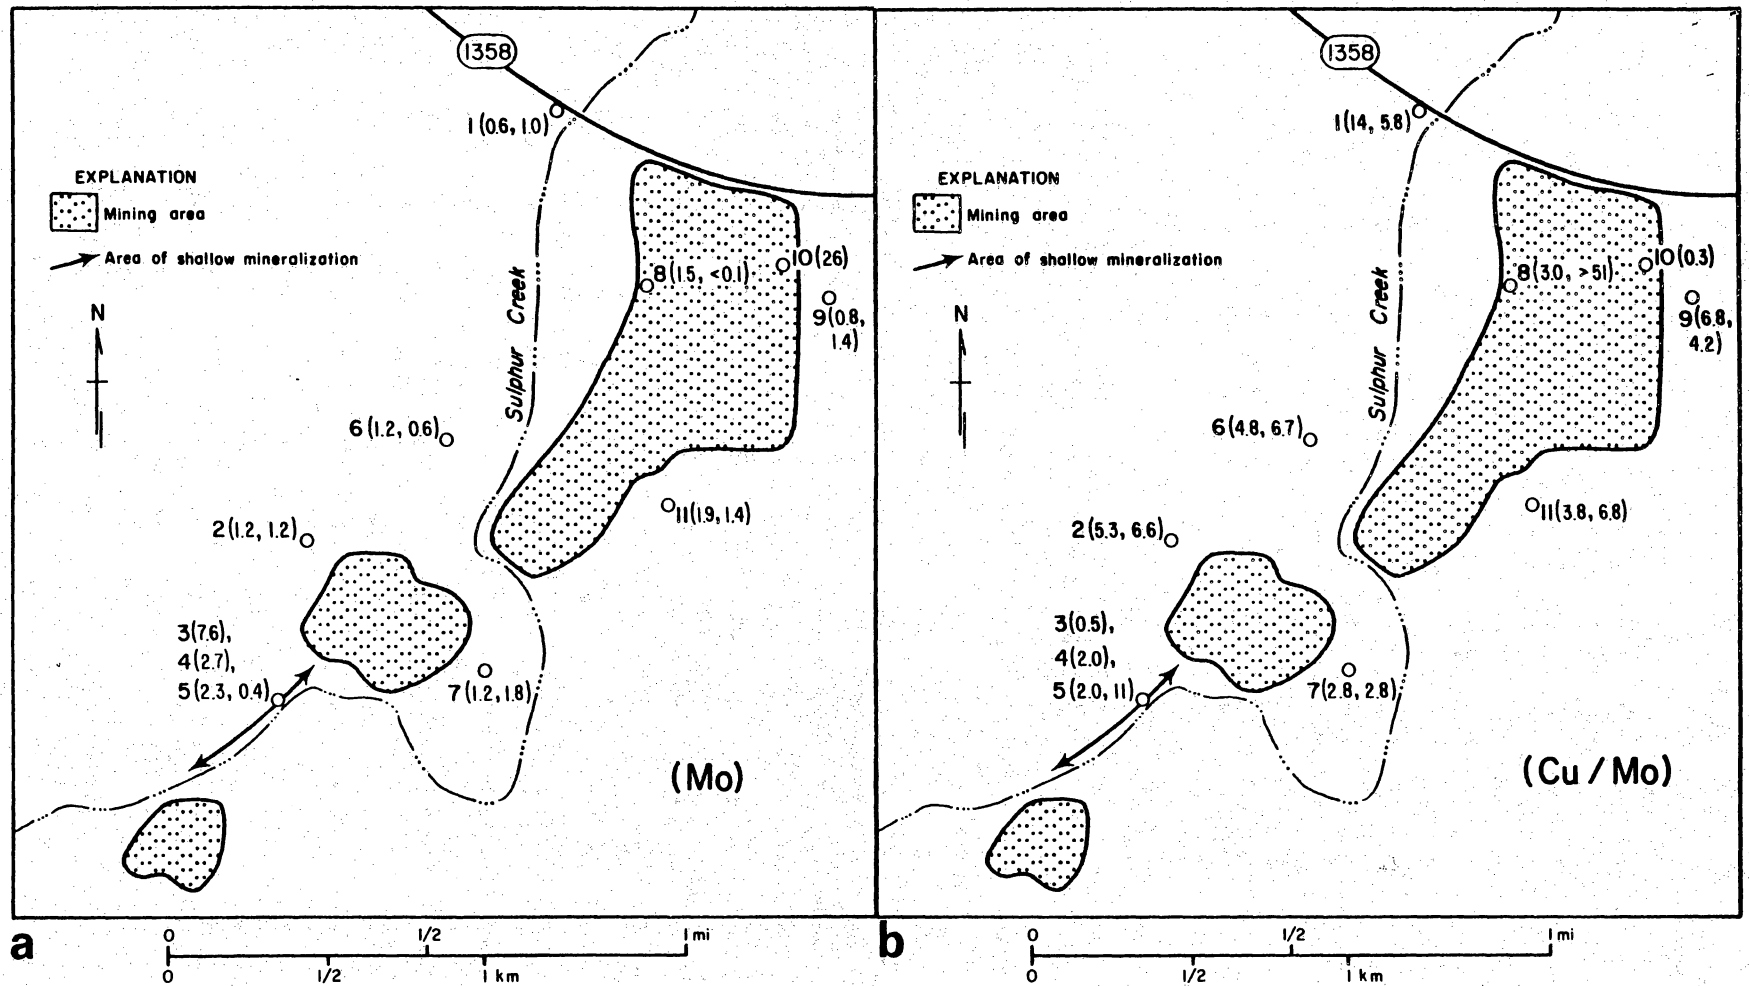 1358
1 (0.6, 1.0)
EXPLANATION
Mining area
Area of shallow mineralization
N
Sulphur Creek
10(26)
8(1.5, <0.1)
9(0.8,
1.4)
6 (1.2, 0.6)
11(1.9, 1.4)
2 (1.2, 1.2)
3(7.6),
4(2.7),
5(2.3, 0.4)
7(1.2, 1.8)
(Mo)
a
0 1/2 1 mi
0 1/2 1 km
1358
1(14, 5.8)
EXPLANATION
Mining area
Area of shallow mineralization
N
Sulphur Creek
10(0.3)
8(3.0, >51)
9(6.8,
4.2)
6 (4.8, 6.7)
11(3.8, 6.8)
2 (5.3, 6.6)
3(0.5),
4(2.0),
5(2.0, 11)
7(2.8, 2.8)
(Cu / Mo)
b
0 1/2 1 mi
0 1/2 1 km